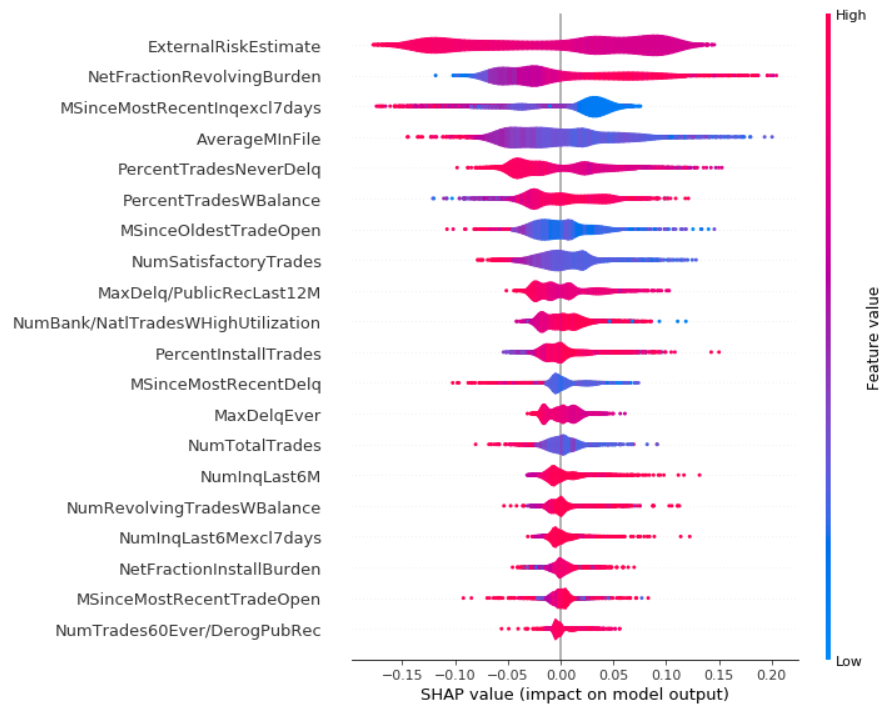 High
ExternalRiskEstimate
NetFractionRevolvingBurden
MSinceMostRecentInqexcl7days
AverageMInFile
PercentTradesNeverDelq
PercentTradesWBalance
MSinceOldestTradeOpen
NumSatisfactoryTrades
MaxDelq/PublicRecLast12M
NumBank/NatlTradesWHighUtilization
PercentInstallTrades
MSinceMostRecentDelq
MaxDelqEver
NumTotalTrades
NumInqLast6M
NumRevolvingTradesWBalance
NumInqLast6Mexcl7days
NetFractionInstallBurden
MSinceMostRecentTradeOpen
NumTrades60Ever/DerogPubRec
Feature value
Low
−0.15 −0.10 −0.05 0.00 0.05 0.10 0.15 0.20
SHAP value (impact on model output)